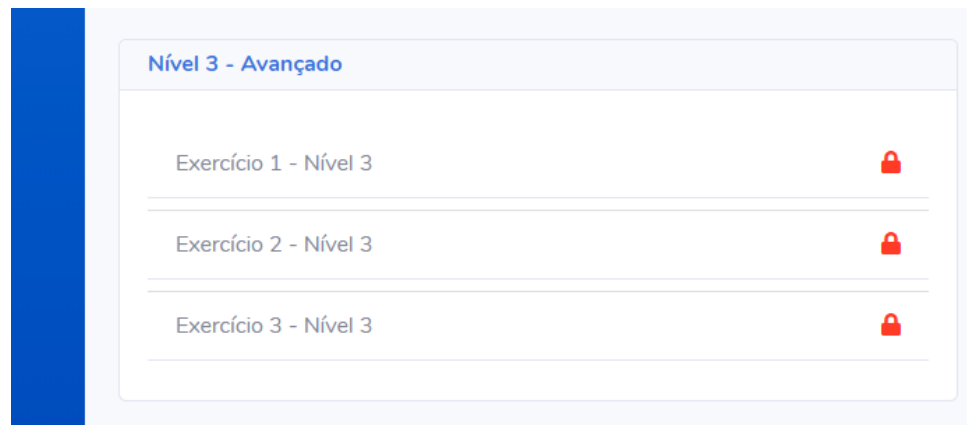 Nível 3 - Avançado
Exercício 1 - Nível 3
Exercício 2 - Nível 3
Exercício 3 - Nível 3